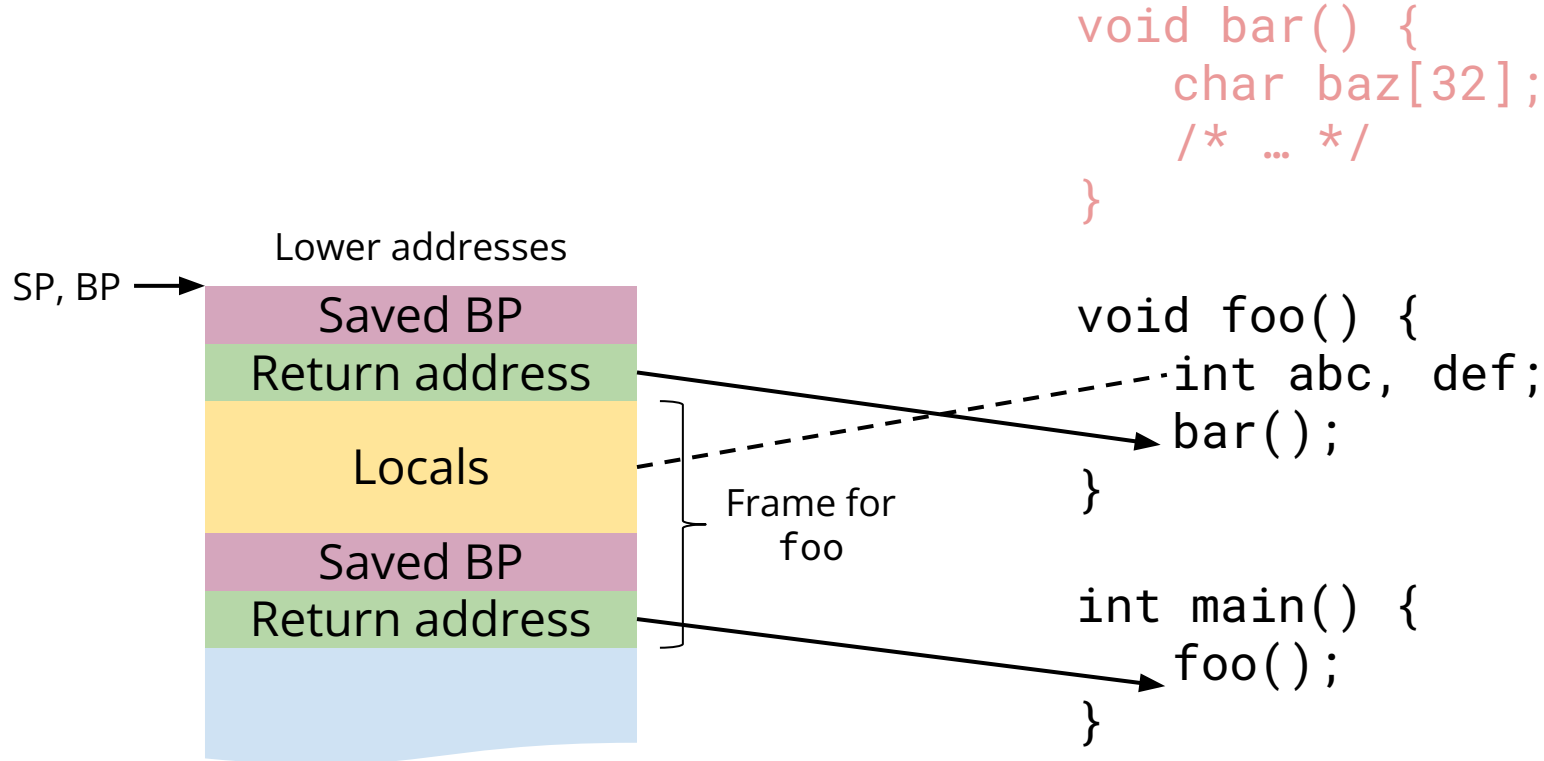 void bar() {
char baz[32];
/* … */
}
Lower addresses
SP, BP
Saved BP
Return address
Locals
Saved BP
Return address
Frame for
foo
void foo() {
int abc, def;
bar();
}
int main() {
foo();
}